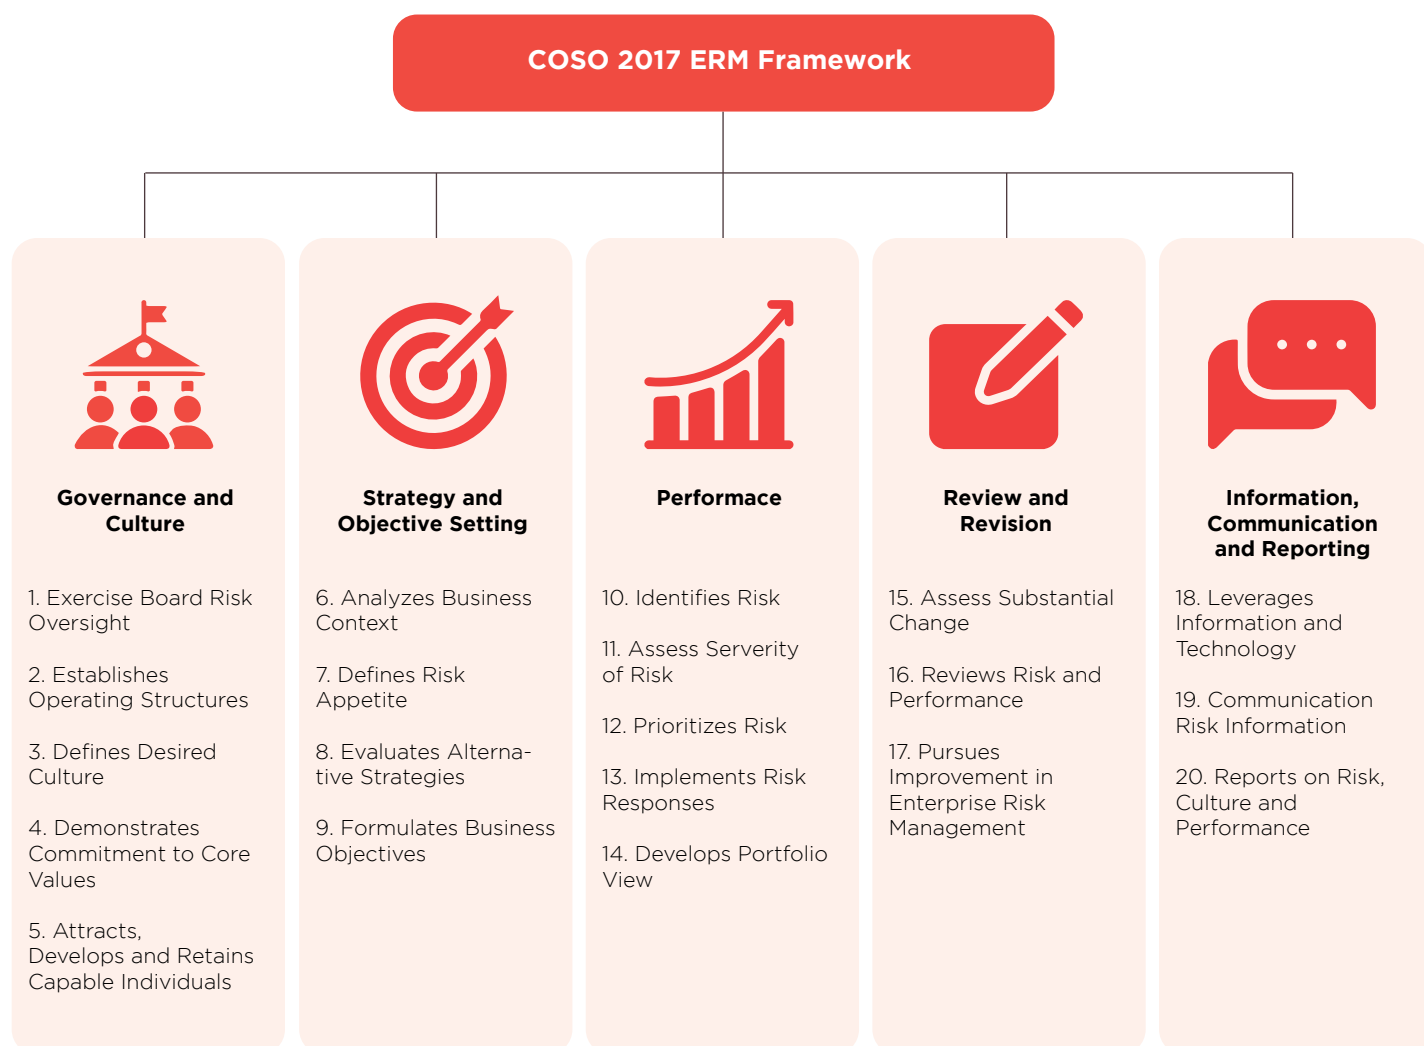 COSO 2017 ERM Framework
Governance and
Culture
1. Exercise Board Risk
Oversight
2. Establishes
Operating Structures
3. Defines Desired
Culture
4. Demonstrates
Commitment to Core
Values
5. Attracts,
Develops and Retains
Capable Individuals
Strategy and
Objective Setting
6. Analyzes Business
Context
7. Defines Risk
Appetite
8. Evaluates Alterna-
tive Strategies
9. Formulates Business
Objectives
Performace
10. Identifies Risk
11. Assess Serverity
of Risk
12. Prioritizes Risk
13. Implements Risk
Responses
14. Develops Portfolio
View
Review and
Revision
15. Assess Substantial
Change
16. Reviews Risk and
Performance
17. Pursues
Improvement in
Enterprise Risk
Management
Information,
Communication
and Reporting
18. Leverages
Information and
Technology
19. Communication
Risk Information
20. Reports on Risk,
Culture and
Performance